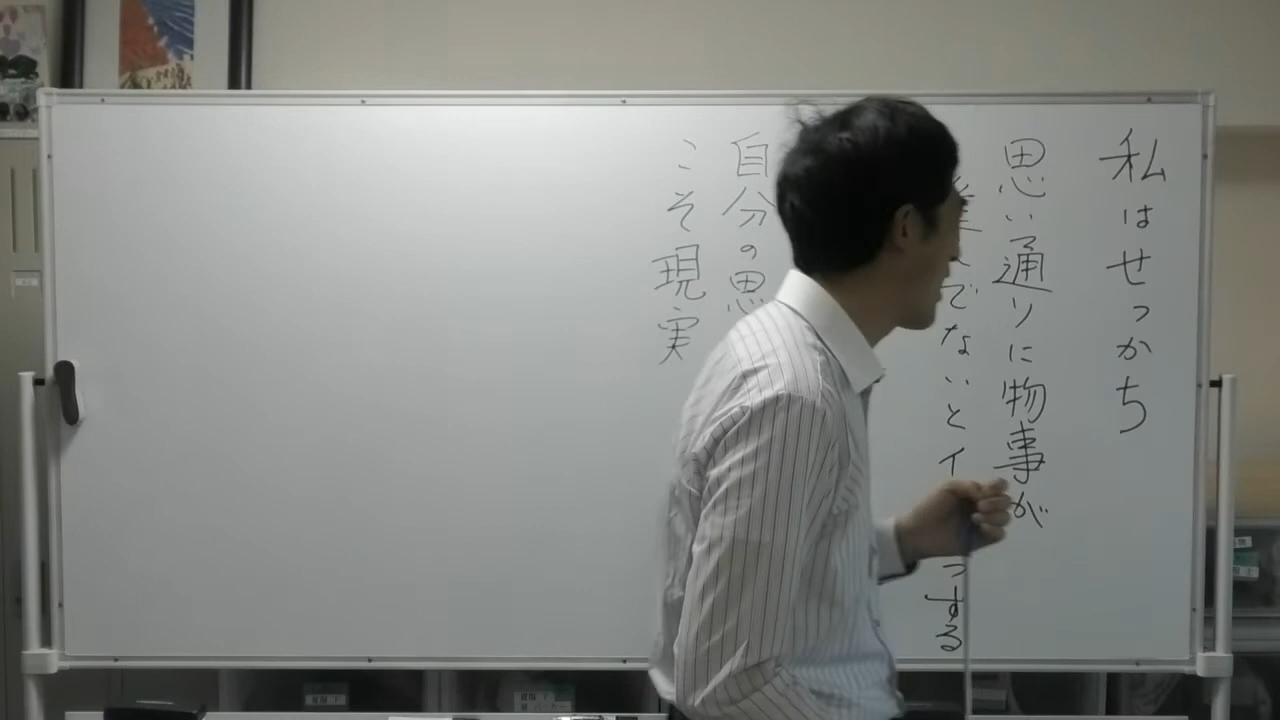 私はせっかち
思い通りに物事が
でないとイ
っする
自分の思
こそ現実